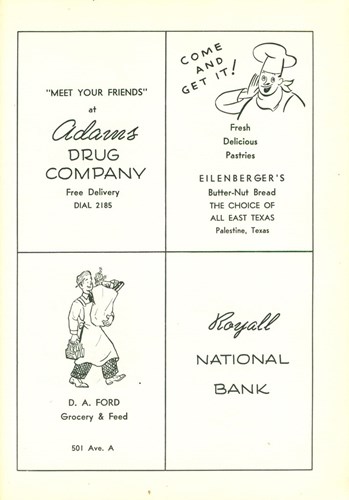 "MEET YOUR FRIENDS"
at
Adams
DRUG
COMPANY
Free Delivery
DIAL 2185
COME
AND
GET IT!
Fresh
Delicious
Pastries
EILENBERGER'S
Butter-Nut Bread
THE CHOICE OF
ALL EAST TEXAS
Palestine, Texas
D. A. FORD
Grocery & Feed
501 Ave. A
Royall
NATIONAL
BANK